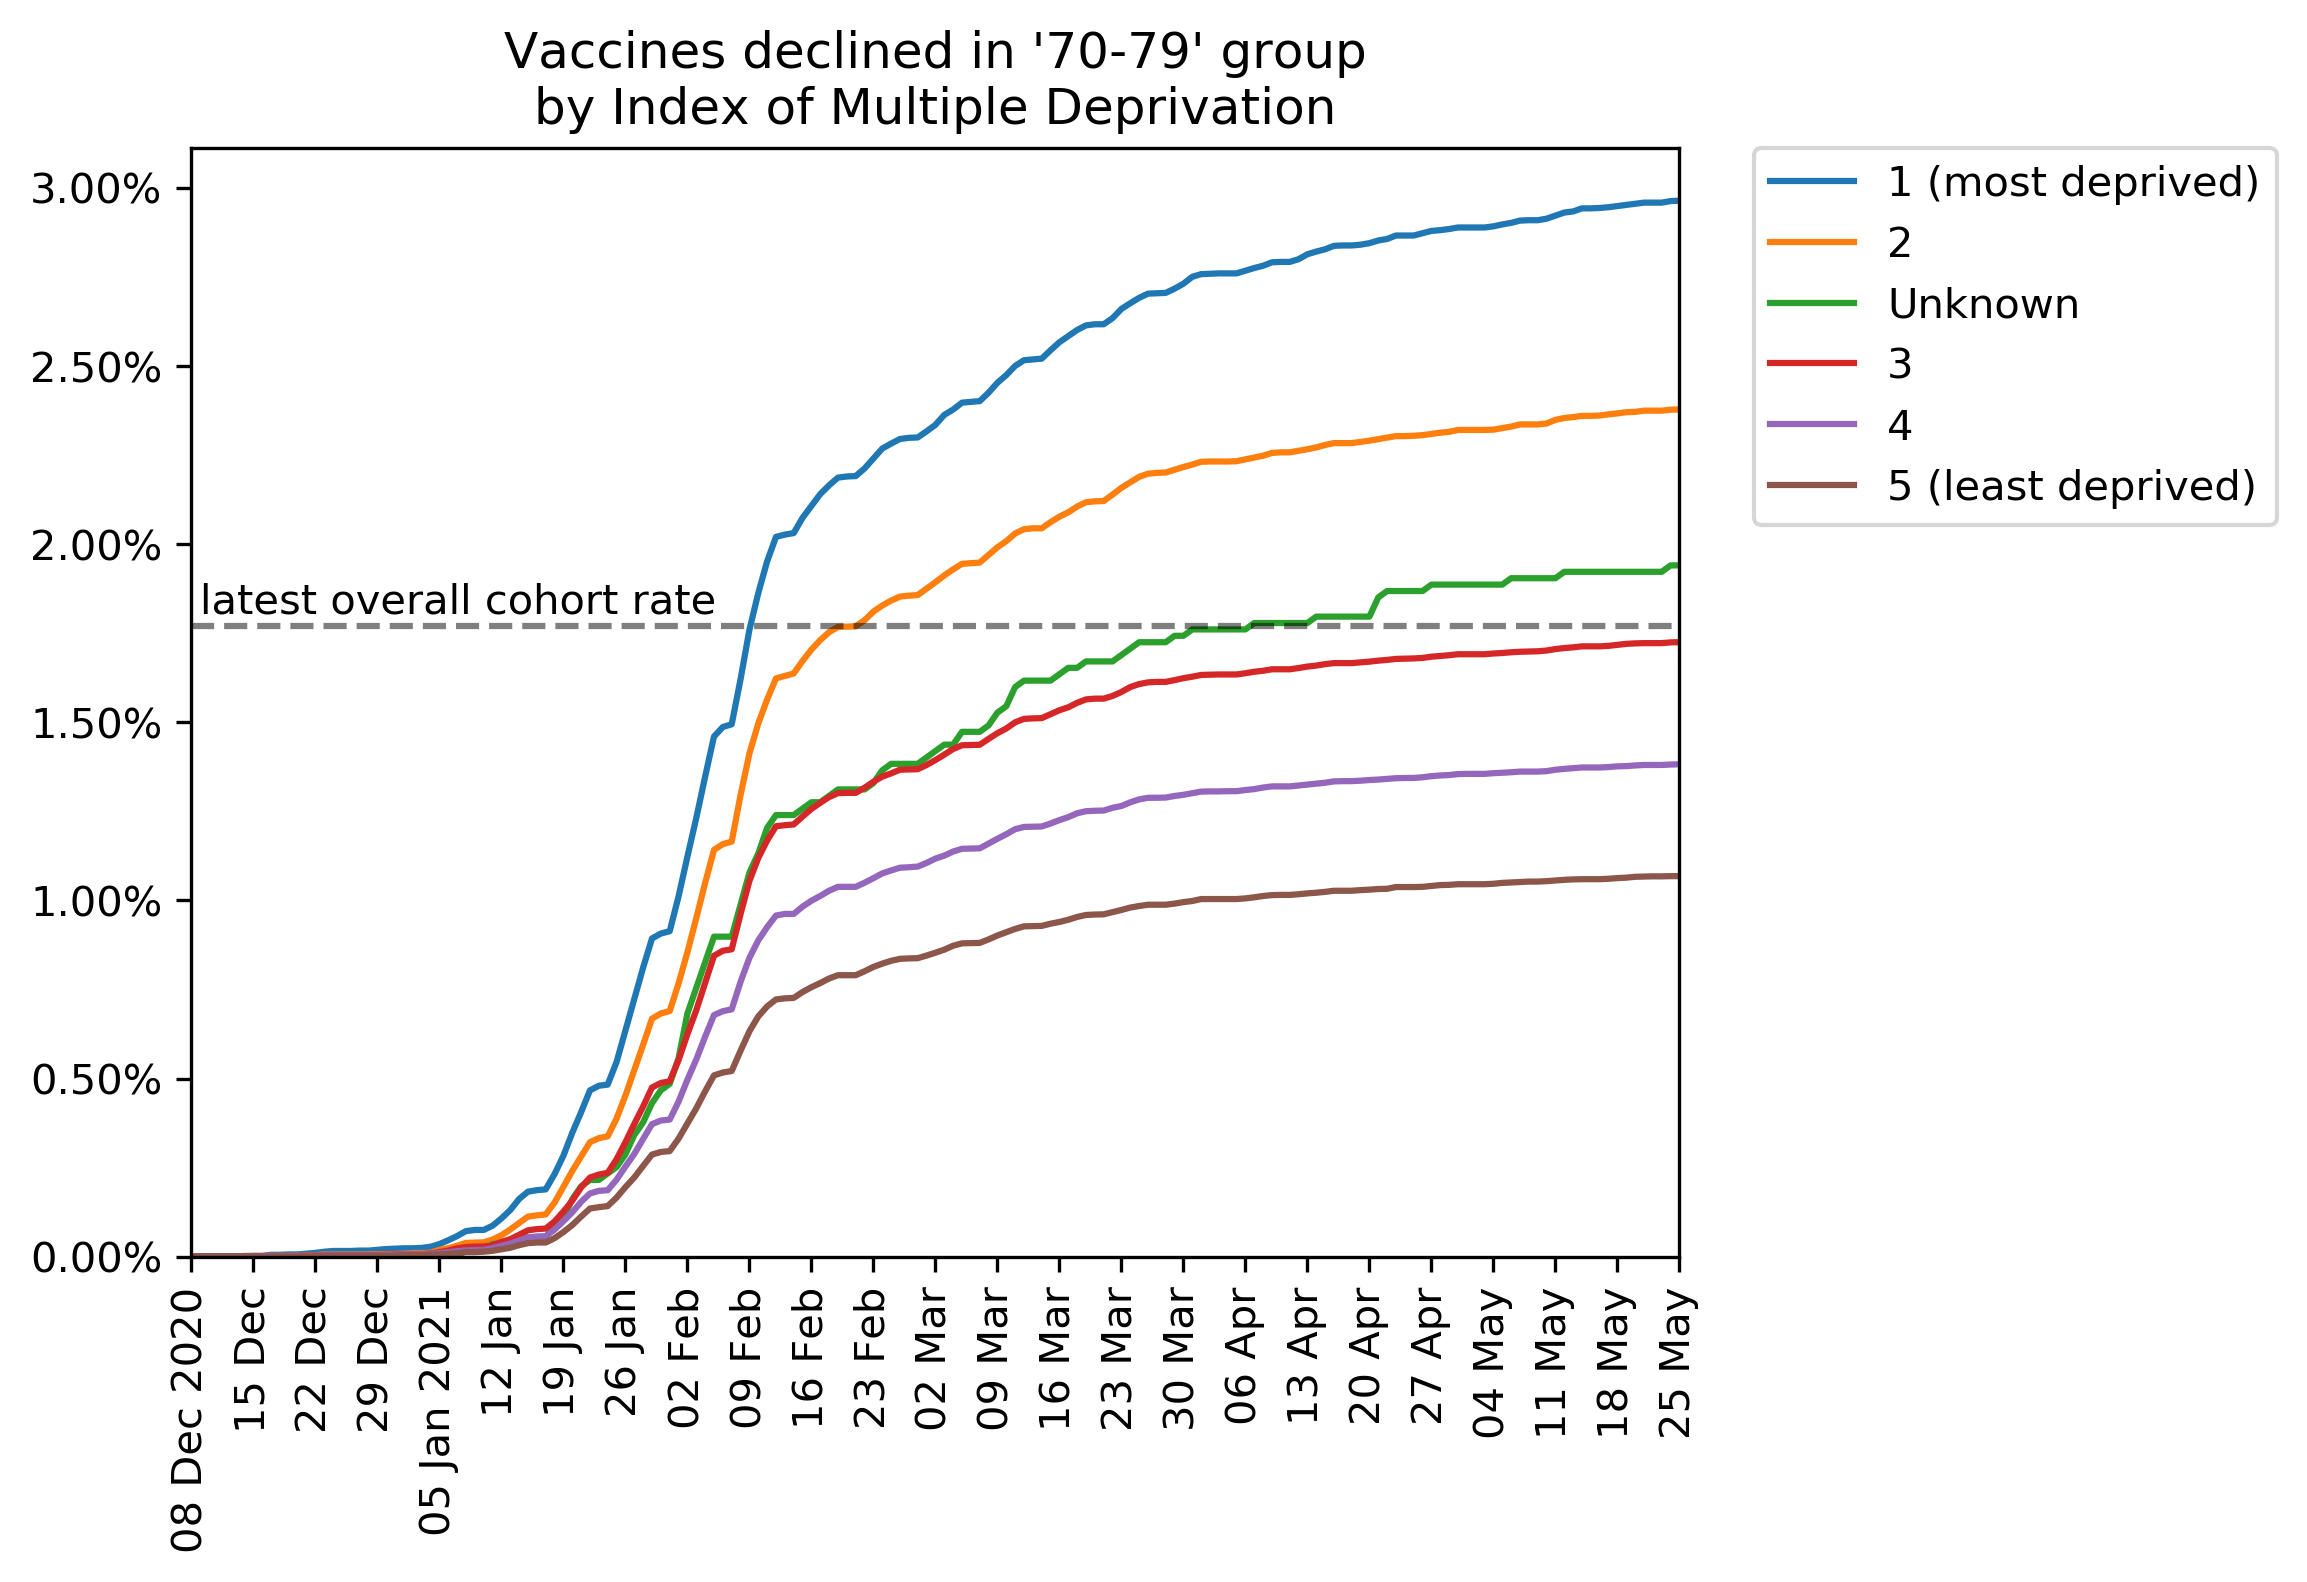 Vaccines declined in '70-79' group
by Index of Multiple Deprivation
3.00%
2.50%
2.00%
1.50%
1.00%
0.50%
0.00%
latest overall cohort rate
08 Dec 2020
15 Dec
22 Dec
29 Dec
05 Jan 2021
12 Jan
19 Jan
26 Jan
02 Feb
09 Feb
16 Feb
23 Feb
02 Mar
09 Mar
16 Mar
23 Mar
30 Mar
06 Apr
13 Apr
20 Apr
27 Apr
04 May
11 May
18 May
25 May
1 (most deprived)
2
Unknown
3
4
5 (least deprived)